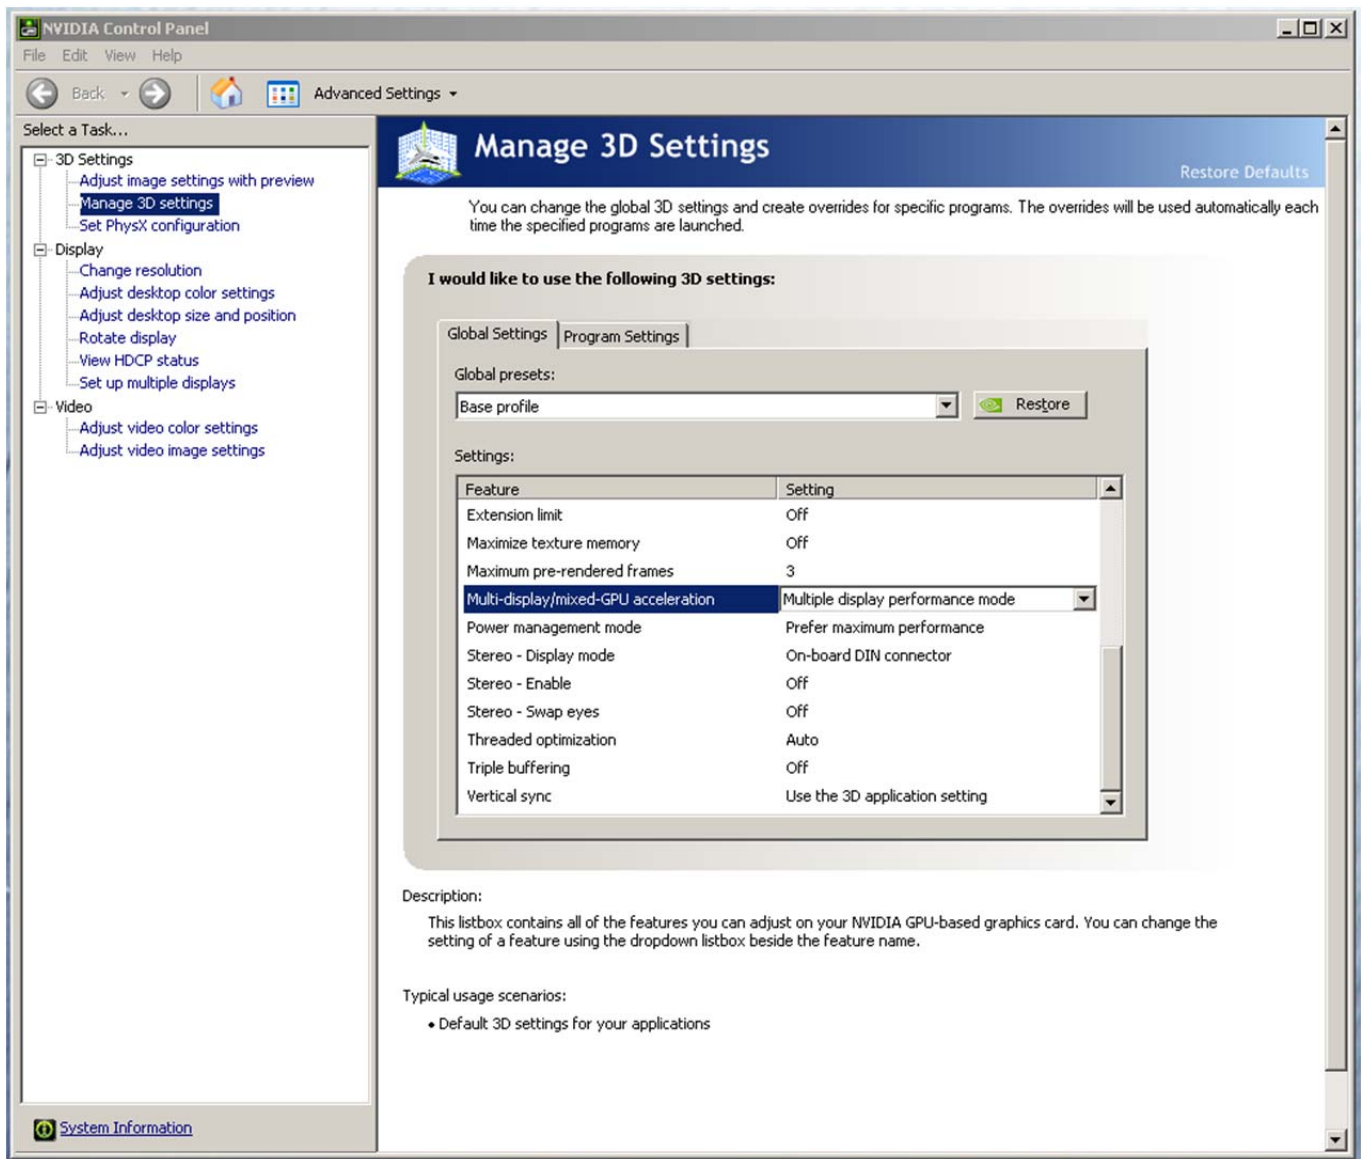 NVIDIA Control Panel
File Edit View Help
Back Advanced Settings
Select a Task...
3D Settings
Adjust image settings with preview
Manage 3D settings
Set PhysX configuration
Display
Change resolution
Adjust desktop color settings
Adjust desktop size and position
Rotate display
View HDCP status
Set up multiple displays
Video
Adjust video color settings
Adjust video image settings
System Information
Manage 3D Settings
Restore Defaults
You can change the global 3D settings and create overrides for specific programs. The overrides will be used automatically each
time the specified programs are launched.
I would like to use the following 3D settings:
Global Settings Program Settings
Global presets:
Base profile Restore
Settings:
Feature Setting
Extension limit Off
Maximize texture memory Off
Maximum pre-rendered frames 3
Multi-display/mixed-GPU acceleration Multiple display performance mode
Power management mode Prefer maximum performance
Stereo - Display mode On-board DIN connector
Stereo - Enable Off
Stereo - Swap eyes Off
Threaded optimization Auto
Triple buffering Off
Vertical sync Use the 3D application setting
Description:
This listbox contains all of the features you can adjust on your NVIDIA GPU-based graphics card. You can change the
setting of a feature using the dropdown listbox beside the feature name.
Typical usage scenarios:
• Default 3D settings for your applications